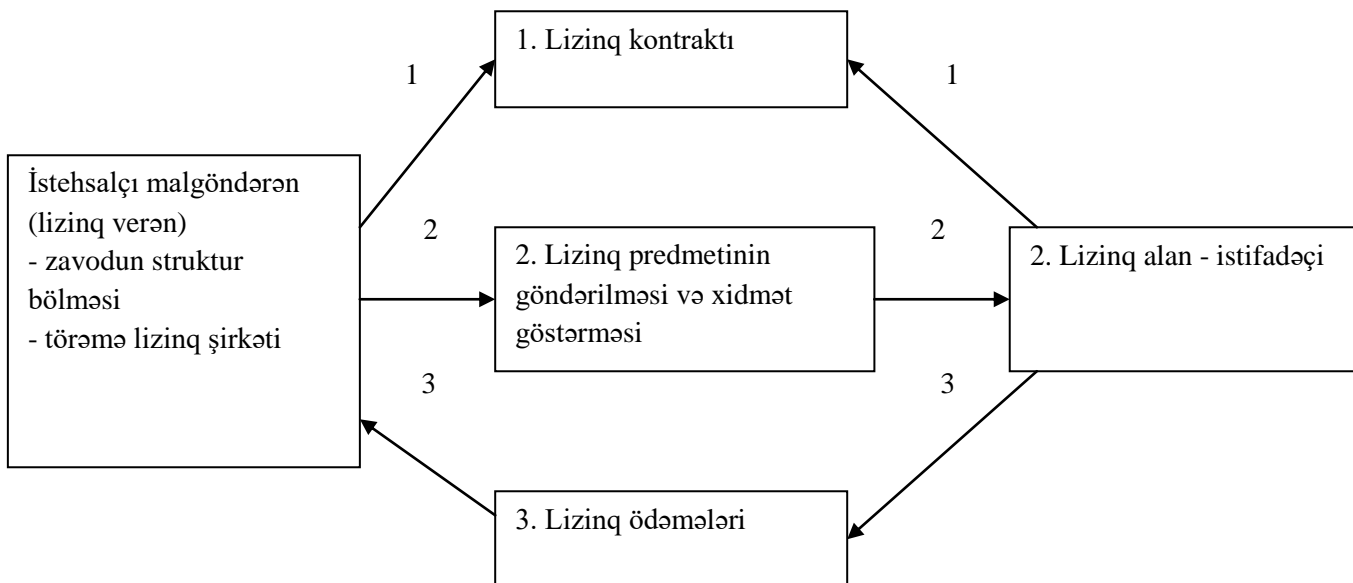 1. Lizinq kontraktı
1
1
İstehsalçı malgöndərən
(lizinq verən)
- zavodun struktur
bölməsi
- törəmə lizinq şirkəti
2
2. Lizinq predmetinin
göndərilməsi və xidmət
göstərməsi
2
2. Lizinq alan - istifadəçi
3
3
3. Lizinq ödəmələri